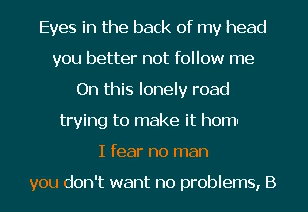 Eyes in the back of my head
you better not follow me
On this lonely road
trying to make it hom
I fear no man
you don't want no problems, B